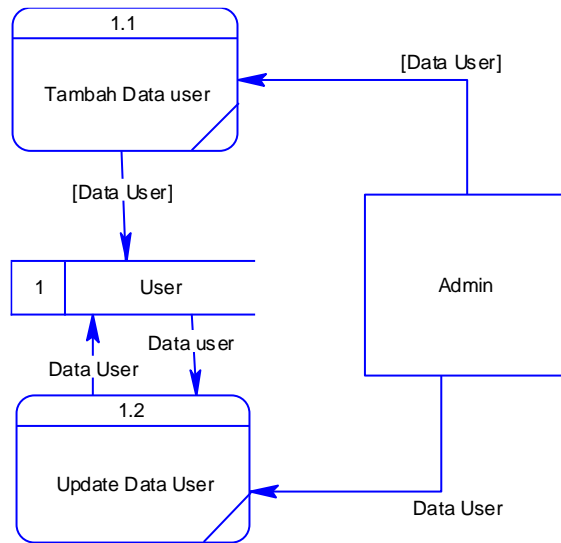 1.1
Tambah Data user
[Data User]
[Data User]
1
User
Admin
Data user
Data User
1.2
Update Data User
Data User